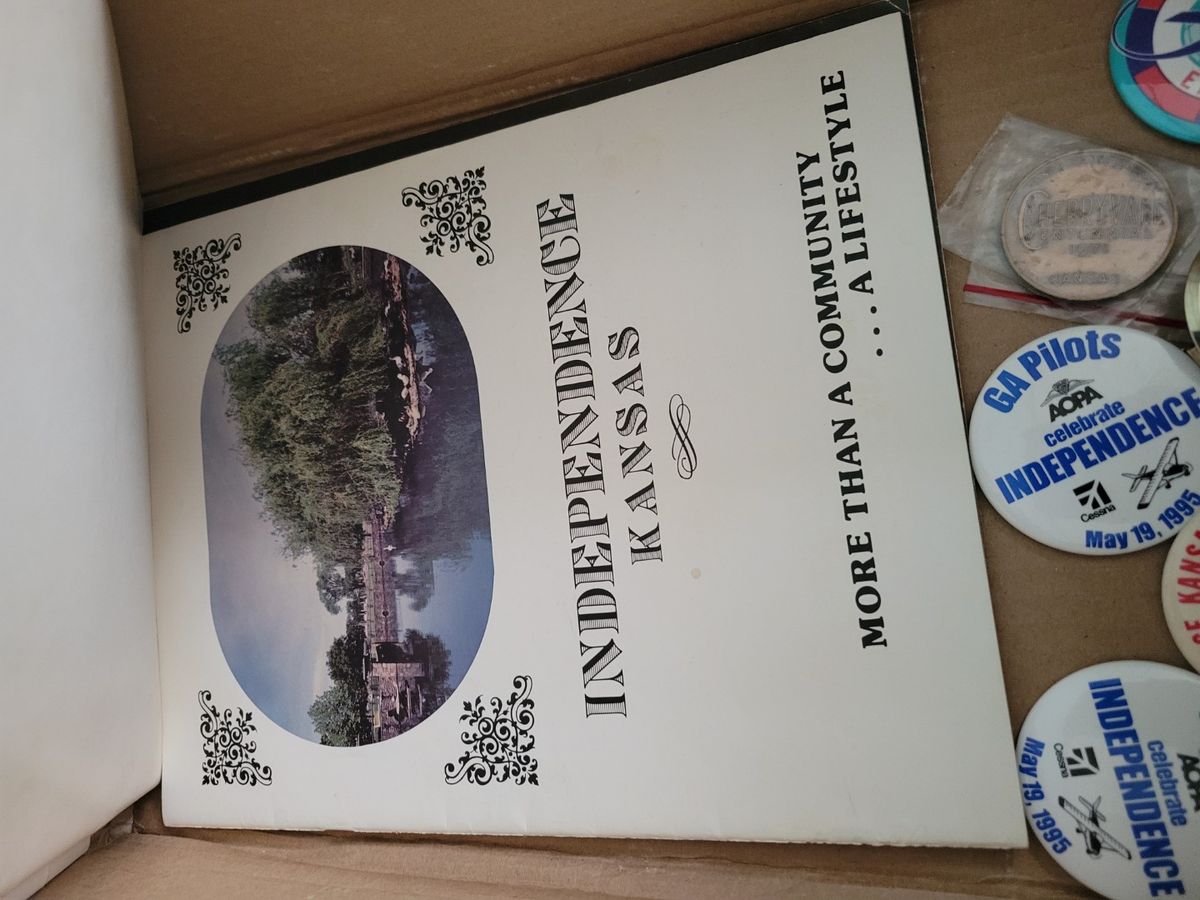 INDEPENDENCE
KANSAS
MORE THAN A COMMUNITY
....A LIFESTYLE
GA Pilots
AOPA
celebrate
INDEPENDENCE
Cessna
May 19, 1995
AOPA
celebrate
INDEPENDENCE
Cessna
May 19, 1995